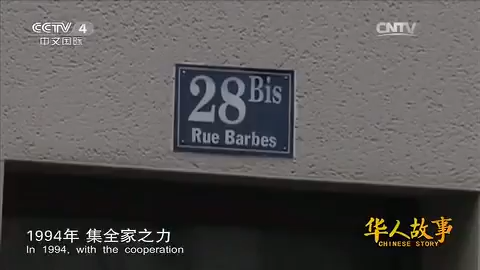 CCTV 4
中文国际
CNTV
28 Bis
Rue Barbes
1994年 集全家之力
In 1994, with the cooperation
华人故事
CHINESE STORY